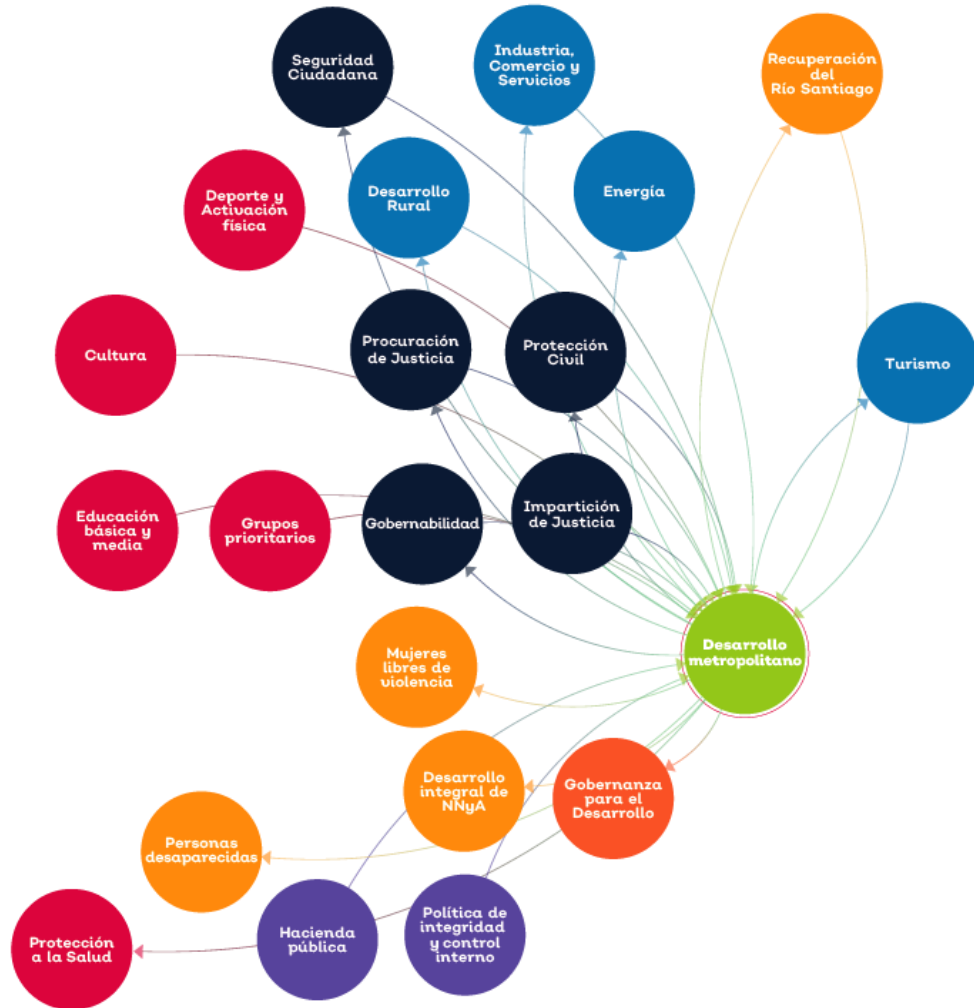 Seguridad
Ciudadana
Industria,
Comercio y
Servicios
Recuperación
del
Río Santiago
Deporte y
Activación
física
Desarrollo
Rural
Energía
Cultura
Procuración
de Justicia
Protección
Civil
Turismo
Educación
básica y
media
Grupos
prioritarios
Gobernabilidad
Impartición
de Justicia
Mujeres
libres de
violencia
Desarrollo
metropolitano
Desarrollo
integral de
NNyA
Gobernanza
para el
Desarrollo
Personas
desaparecidas
Protección
a la Salud
Hacienda
pública
Política de
integridad
y control
interno